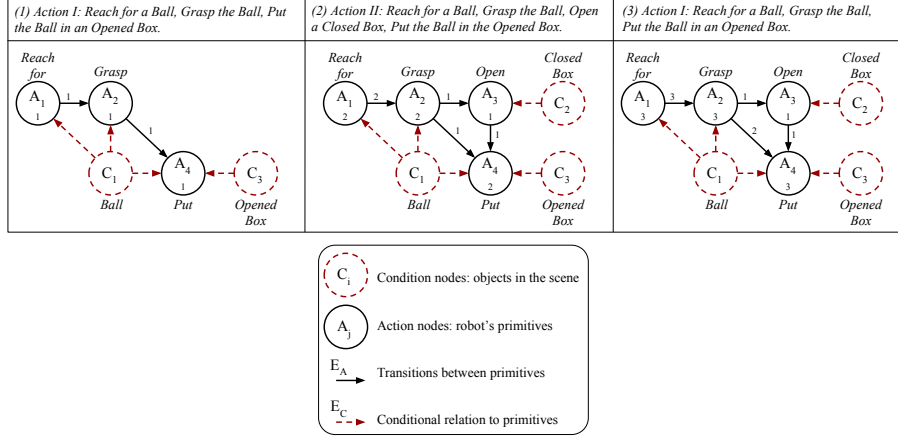 (1) Action I: Reach for a Ball, Grasp the Ball, Put
the Ball in an Opened Box.
Reach
for
Grasp
A1
1
1
A2
1
1
C1
A4
1
C3
Ball
Put
Opened
Box
(2) Action II: Reach for a Ball, Grasp the Ball, Open
a Closed Box, Put the Ball in the Opened Box.
Reach
for
Grasp
Open
Closed
Box
A1
2
2
A2
2
1
A3
1
C2
1
1
C1
A4
2
C3
Ball
Put
Opened
Box
(3) Action I: Reach for a Ball, Grasp the Ball,
Put the Ball in an Opened Box.
Reach
for
Grasp
Open
Closed
Box
A1
3
3
A2
3
1
A3
1
C2
2
1
C1
A4
3
C3
Ball
Put
Opened
Box
Ci
Condition nodes: objects in the scene
Aj
Action nodes: robot's primitives
EA
Transitions between primitives
EC
Conditional relation to primitives